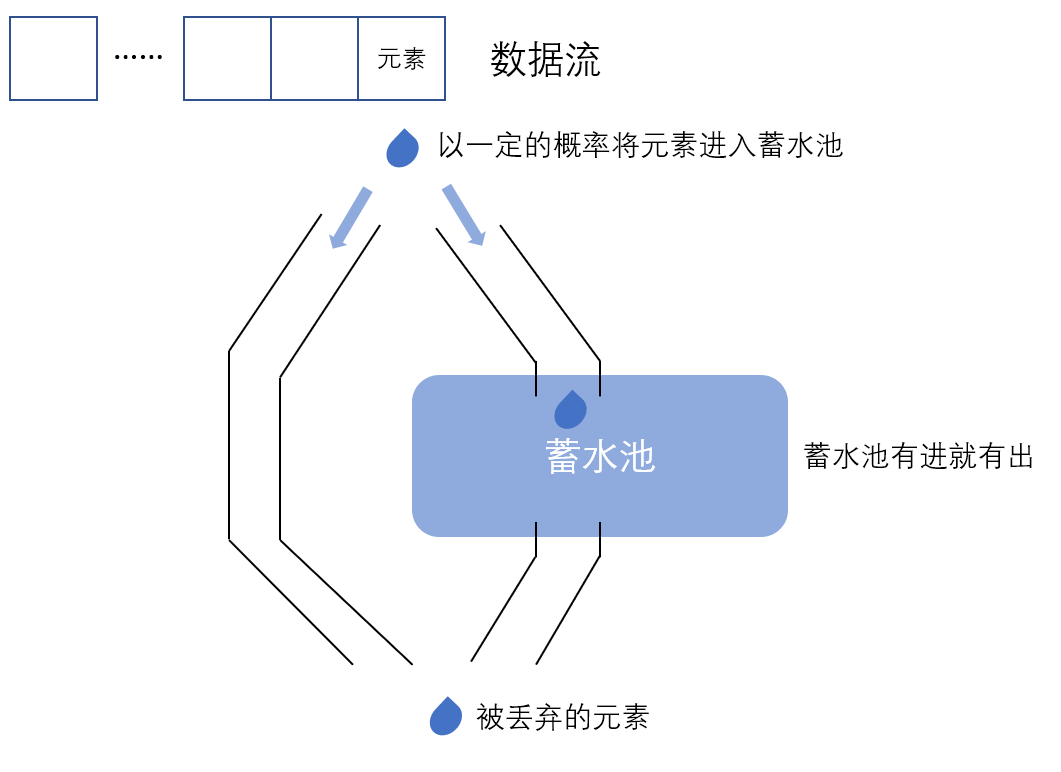 ……
元素
数据流
以一定的概率将元素进入蓄水池
蓄水池
蓄水池有进就有出
被丢弃的元素